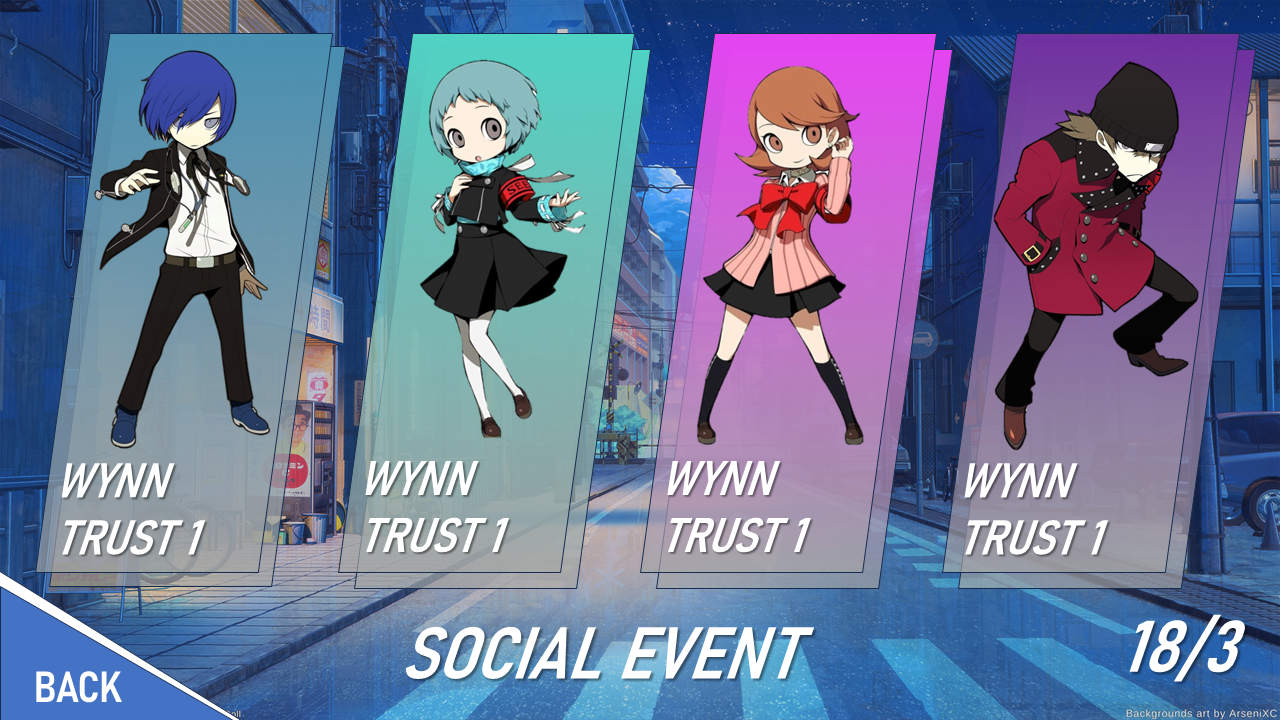 WYNN
TRUST 1
WYNN
TRUST 1
WYNN
TRUST 1
WYNN
TRUST 1
SOCIAL EVENT
18/3
BACK
Backgrounds art by ArseniXC